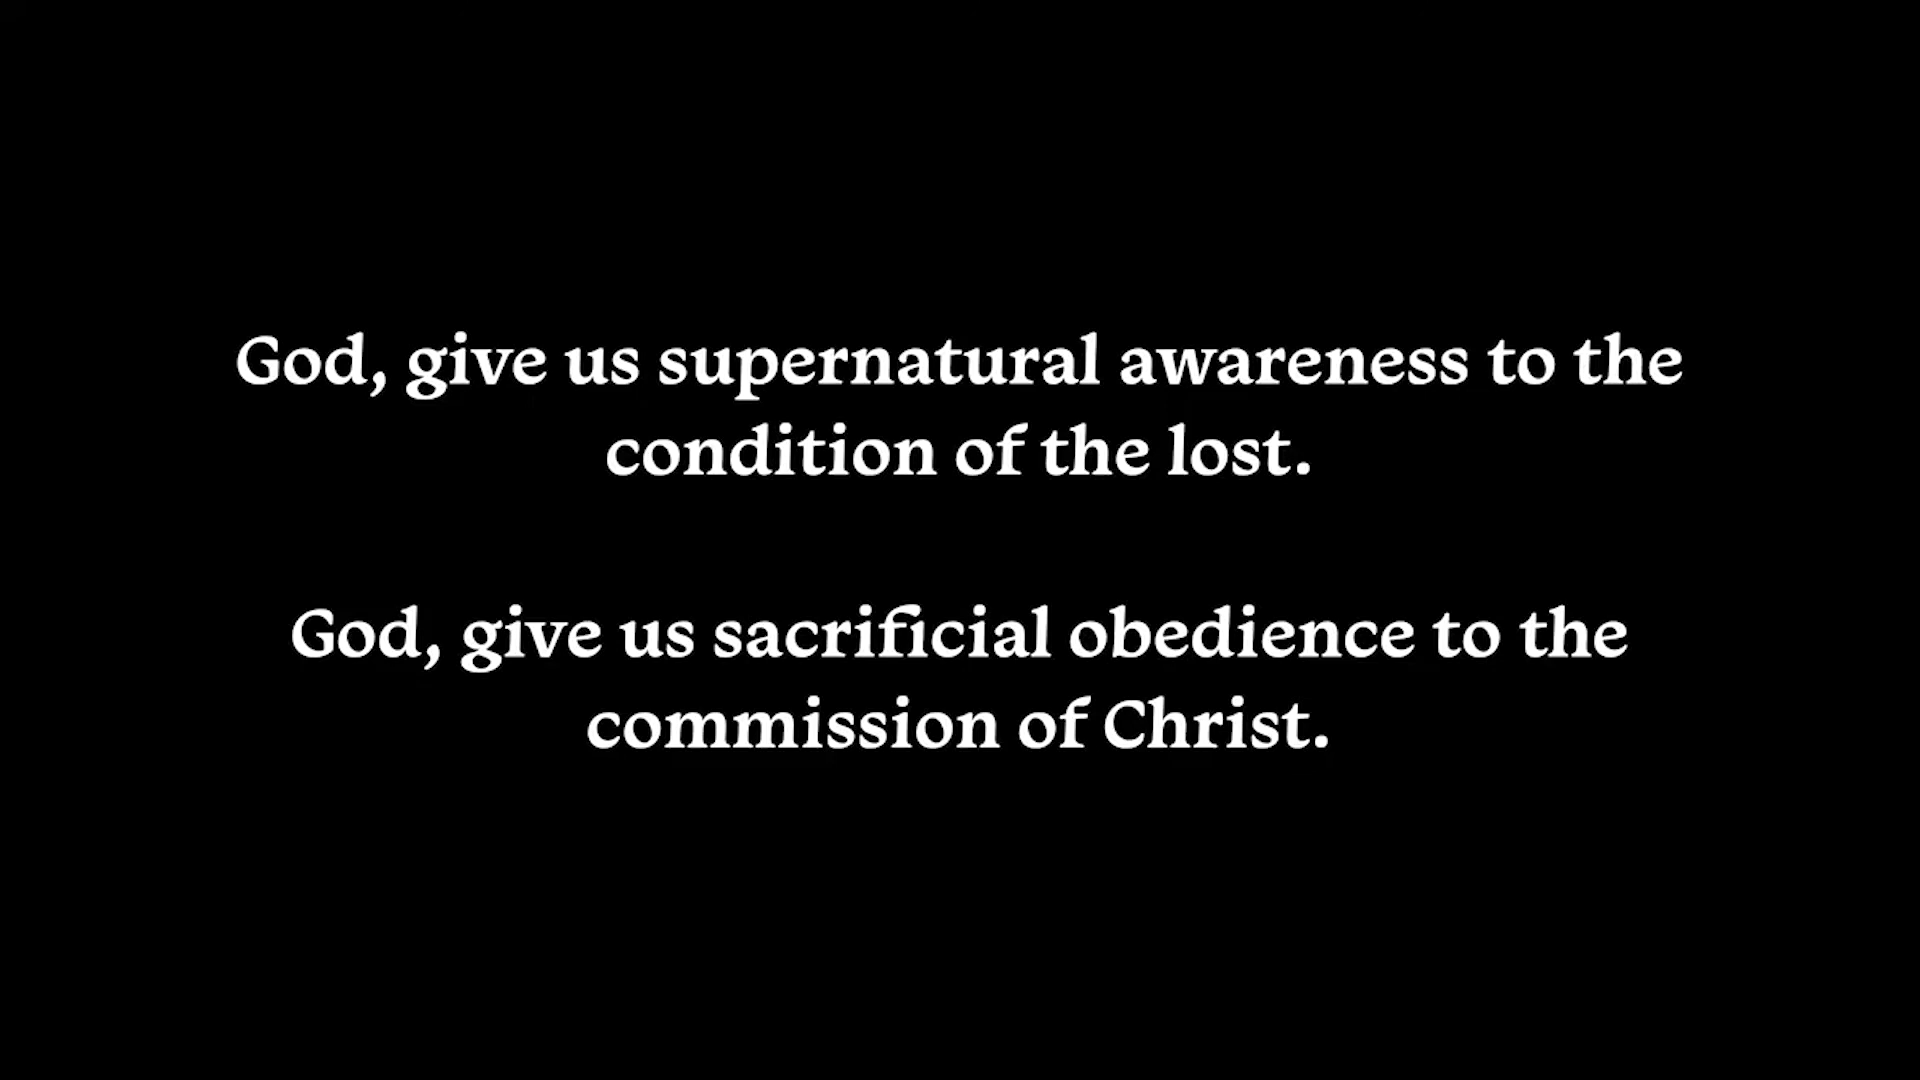 God, give us supernatural awareness to the
condition of the lost.
God, give us sacrificial obedience to the
commission of Christ.